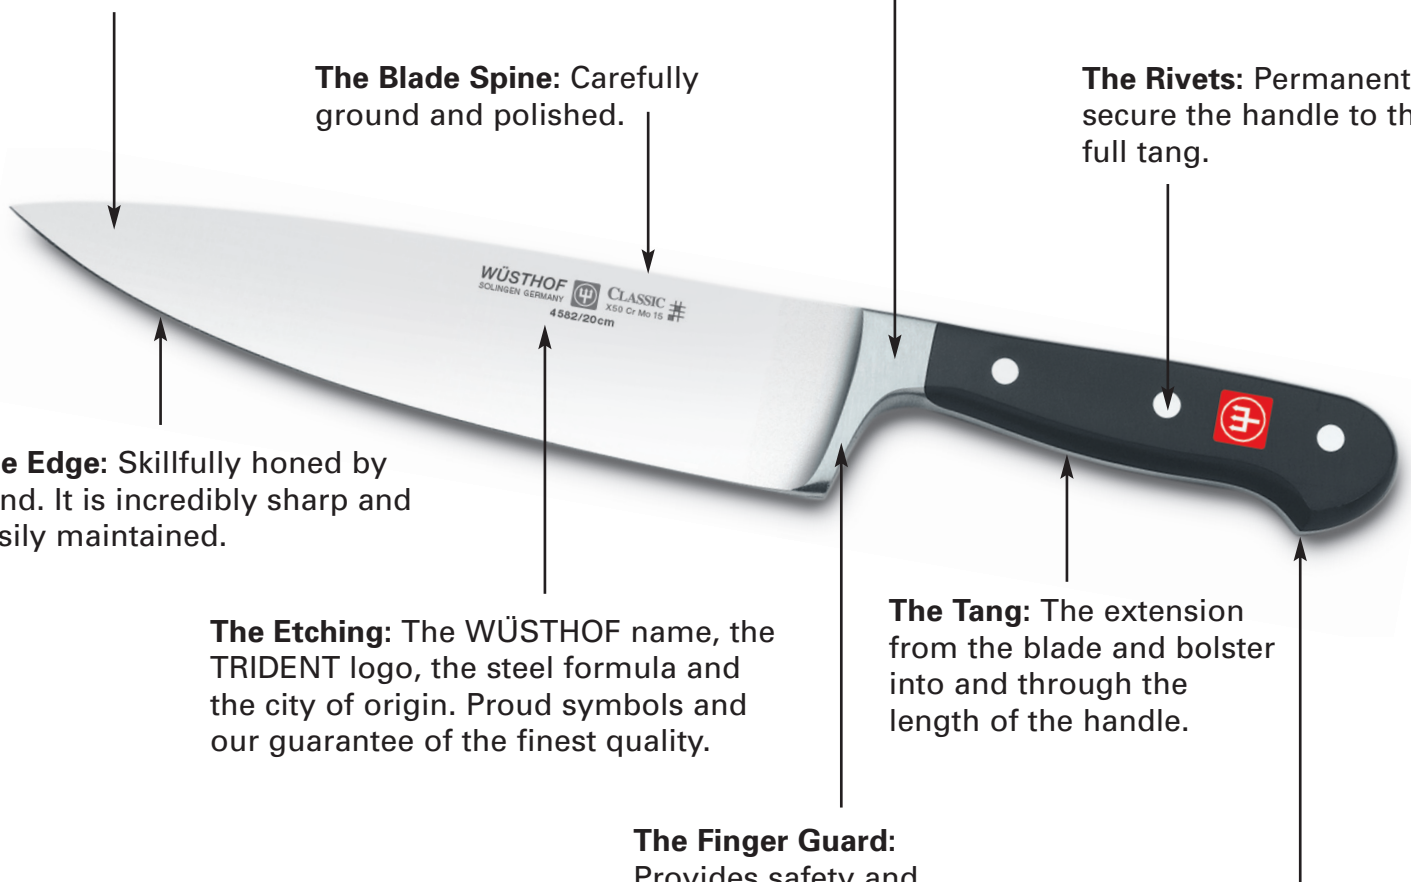 The Blade Spine: Carefully
ground and polished.
The Rivets: Permanent
secure the handle to th
full tang.
WÜSTHOF
SOLINGEN GERMANY
CLASSIC
X50 Cr Mo 15
4582/20cm
e Edge: Skillfully honed by
nd. It is incredibly sharp and
sily maintained.
The Etching: The WÜSTHOF name, the
TRIDENT logo, the steel formula and
the city of origin. Proud symbols and
our guarantee of the finest quality.
The Tang: The extension
from the blade and bolster
into and through the
length of the handle.
The Finger Guard:
Provides safety and